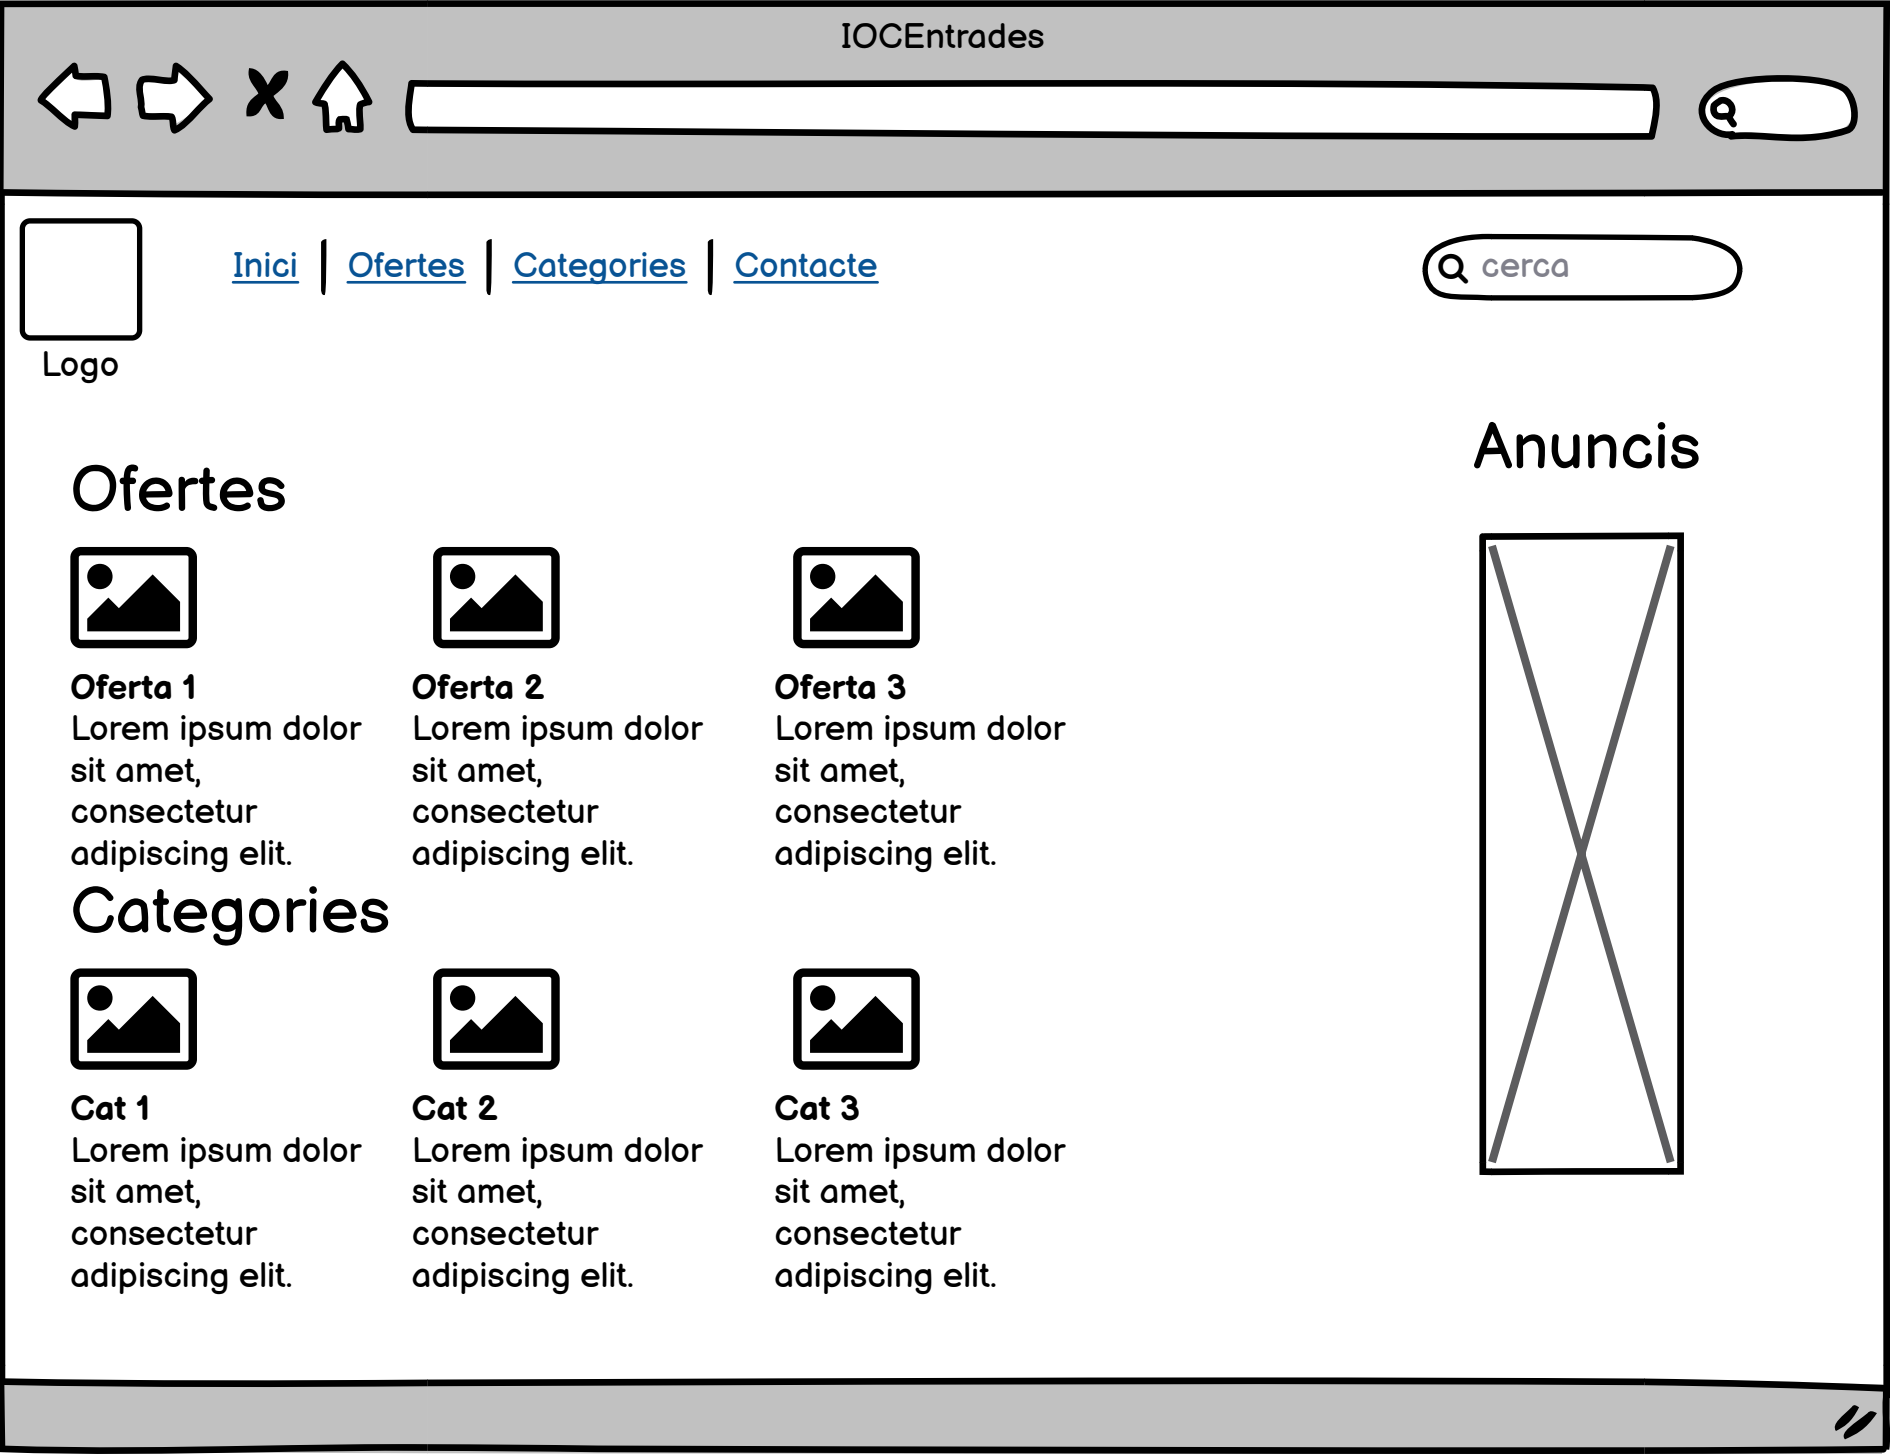 IOCEntrades
Inici | Ofertes | Categories | Contacte
cerca
Logo
Anuncis
Ofertes
Oferta 1
Lorem ipsum dolor
sit amet,
consectetur
adipiscing elit.
Oferta 2
Lorem ipsum dolor
sit amet,
consectetur
adipiscing elit.
Oferta 3
Lorem ipsum dolor
sit amet,
consectetur
adipiscing elit.
Categories
Cat 1
Lorem ipsum dolor
sit amet,
consectetur
adipiscing elit.
Cat 2
Lorem ipsum dolor
sit amet,
consectetur
adipiscing elit.
Cat 3
Lorem ipsum dolor
sit amet,
consectetur
adipiscing elit.